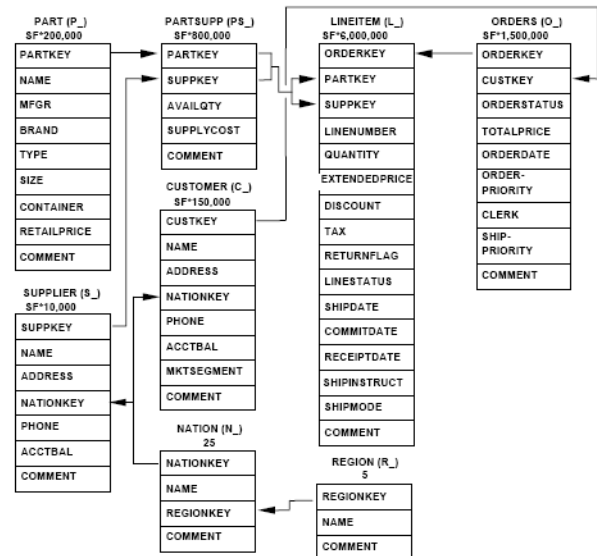 PART (P_)
SF*200,000
PARTKEY
NAME
MFGR
BRAND
TYPE
SIZE
CONTAINER
RETAILPRICE
COMMENT
SUPPLIER (S_)
SF*10,000
SUPPKEY
NAME
ADDRESS
NATIONKEY
PHONE
ACCTBAL
COMMENT
PARTSUPP (PS_)
SF*800,000
PARTKEY
SUPPKEY
AVAILQTY
SUPPLYCOST
COMMENT
CUSTOMER (C_)
SF*150,000
CUSTKEY
NAME
ADDRESS
NATIONKEY
PHONE
ACCTBAL
MKTSEGMENT
COMMENT
NATION (N_)
25
NATIONKEY
NAME
REGIONKEY
COMMENT
LINEITEM (L_)
SF*6,000,000
ORDERKEY
PARTKEY
SUPPKEY
LINENUMBER
QUANTITY
EXTENDEDPRICE
DISCOUNT
TAX
RETURNFLAG
LINESTATUS
SHIPDATE
COMMITDATE
RECEIPTDATE
SHIPINSTRUCT
SHIPMODE
COMMENT
REGION (R_)
5
REGIONKEY
NAME
COMMENT
ORDERS (O_)
SF*1,500,000
ORDERKEY
CUSTKEY
ORDERSTATUS
TOTALPRICE
ORDERDATE
ORDER-
PRIORITY
CLERK
SHIP-
PRIORITY
COMMENT